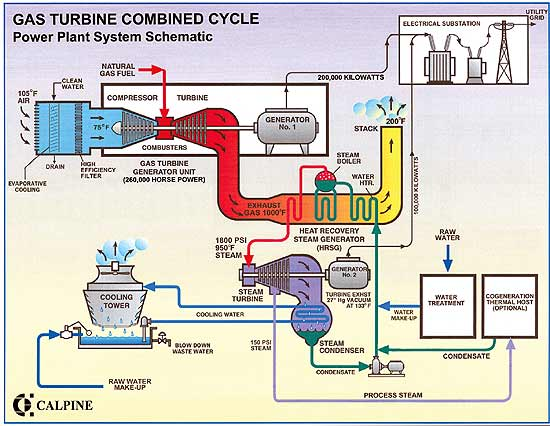 GAS TURBINE COMBINED CYCLE
Power Plant System Schematic
ELECTRICAL SUBSTATION
UTILITY
GRID
NATURAL
GAS FUEL
200,000 KILOWATTS
105°F
AIR
CLEAN
WATER
COMPRESSOR
TURBINE
75°F
GENERATOR
No. 1
COMBUSTERS
200°F
STACK
DRAIN
HIGH
EFFICIENCY
FILTER
EVAPORATIVE
COOLING
GAS TURBINE
GENERATOR UNIT
(260,000 HORSE POWER)
STEAM
BOILER
WATER
HTR.
100,000 KILOWATTS
EXHAUST
GAS 1000°F
HEAT RECOVERY
STEAM GENERATOR
(HRSG)
1800 PSI
950°F
STEAM
RAW
WATER
GENERATOR
No. 2
STEAM
TURBINE
TURBINE EXHST
27" Hg VACUUM
AT 133°F
COOLING
TOWER
COOLING WATER
WATER
MAKE-UP
WATER
TREATMENT
COGENERATION
THERMAL HOST
(OPTIONAL)
BLOW DOWN
WASTE WATER
150 PSI
STEAM
STEAM
CONDENSER
CONDENSATE
CONDENSATE
RAW WATER
MAKE-UP
PROCESS STEAM
CALPINE